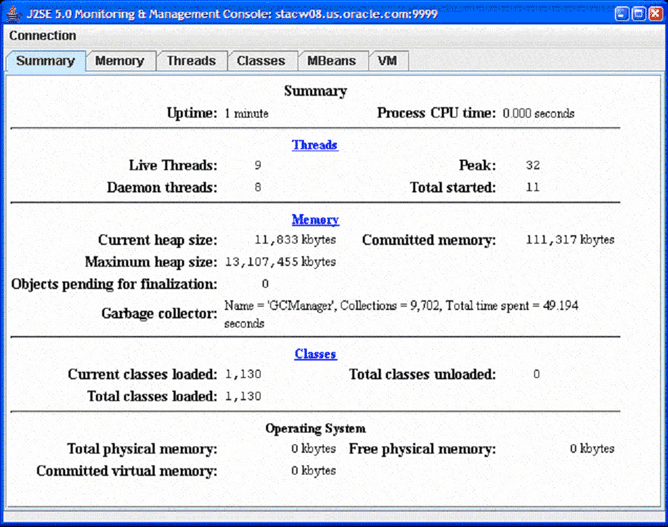 J2SE 5.0 Monitoring & Management Console: stacw08.us.oracle.com:9999
Connection
Summary Memory Threads Classes MBeans VM
Summary
Uptime: 1 minute Process CPU time: 0.000 seconds
Threads
Live Threads: 9 Peak: 32
Daemon threads: 8 Total started: 11
Memory
Current heap size: 11,833 kbytes Committed memory: 111,317 kbytes
Maximum heap size: 13,107,455 kbytes
Objects pending for finalization: 0
Garbage collector: Name = 'GCManager', Collections = 9,702, Total time spent = 49.194
seconds
Classes
Current classes loaded: 1,130 Total classes unloaded: 0
Total classes loaded: 1,130
Operating System
Total physical memory: 0 kbytes Free physical memory: 0 kbytes
Committed virtual memory: 0 kbytes